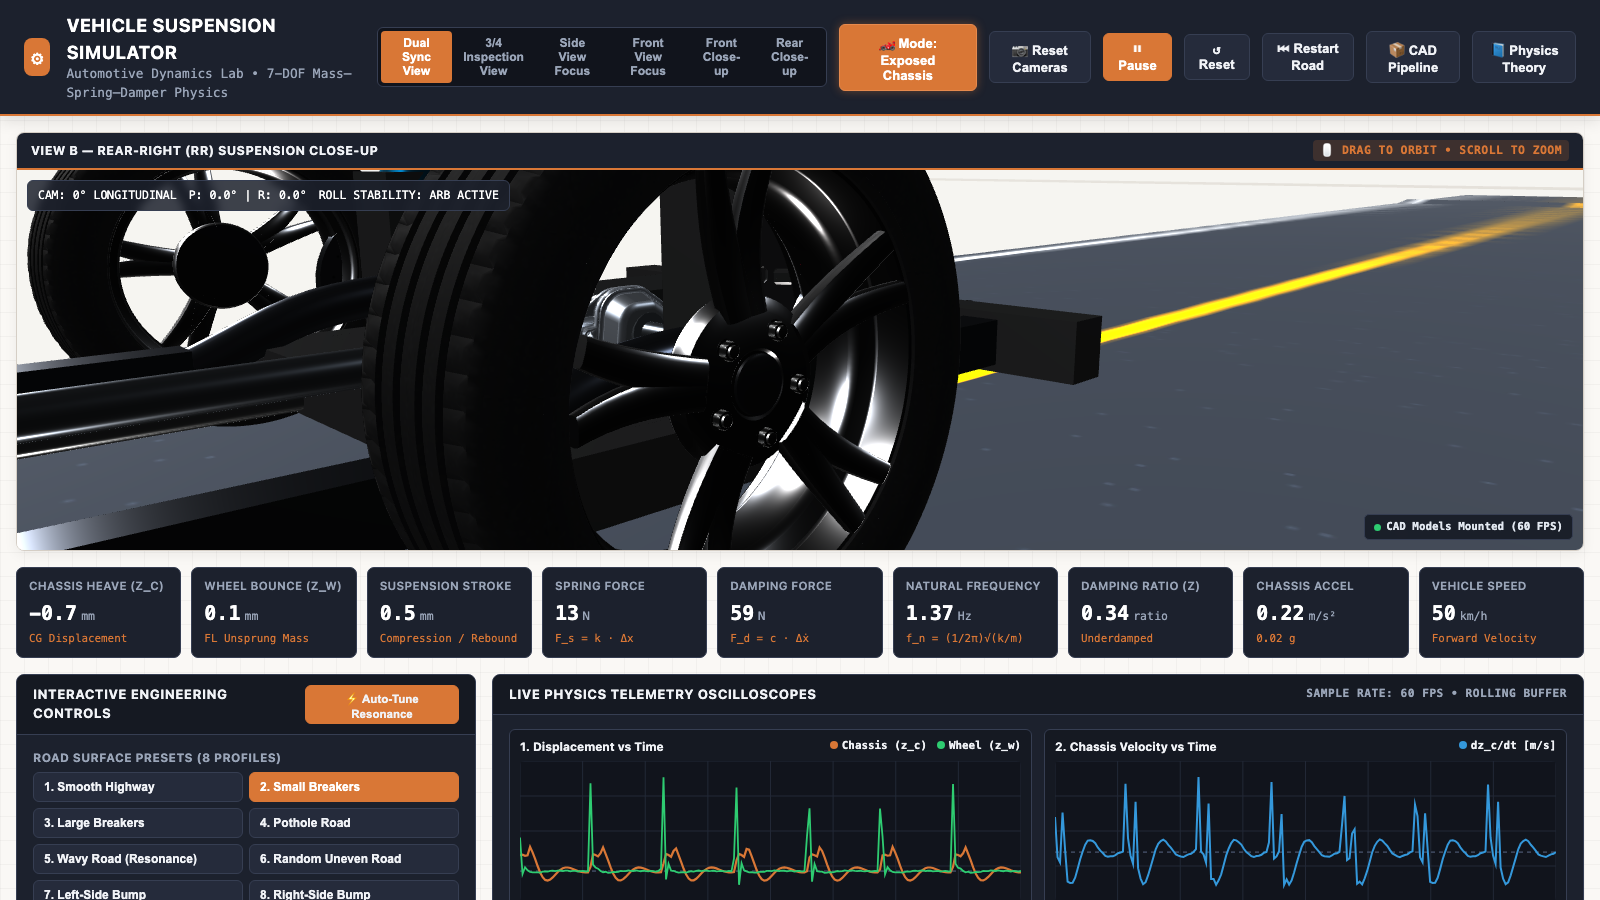 VEHICLE SUSPENSION
SIMULATOR
Automotive Dynamics Lab • 7-DOF Mass–
Spring–Damper Physics
Dual
Sync
View
3/4
Inspection
View
Side
View
Focus
Front
View
Focus
Front
Close-
up
Rear
Close-
up
Mode:
Exposed
Chassis
Reset
Cameras
Pause
Reset
Restart
Road
CAD
Pipeline
Physics
Theory
VIEW B — REAR-RIGHT (RR) SUSPENSION CLOSE-UP
DRAG TO ORBIT • SCROLL TO ZOOM
CAM: 0° LONGITUDINAL P: 0.0° | R: 0.0° ROLL STABILITY: ARB ACTIVE
CAD Models Mounted (60 FPS)
CHASSIS HEAVE (Z_C)
−0.7 mm
CG Displacement
WHEEL BOUNCE (Z_W)
0.1 mm
FL Unsprung Mass
SUSPENSION STROKE
0.5 mm
Compression / Rebound
SPRING FORCE
13 N
F_s = k · Δx
DAMPING FORCE
59 N
F_d = c · Δẋ
NATURAL FREQUENCY
1.37 Hz
f_n = (1/2π)√(k/m)
DAMPING RATIO (Ζ)
0.34 ratio
Underdamped
CHASSIS ACCEL
0.22 m/s²
0.02 g
VEHICLE SPEED
50 km/h
Forward Velocity
INTERACTIVE ENGINEERING
CONTROLS
⚡ Auto-Tune
Resonance
ROAD SURFACE PRESETS (8 PROFILES)
1. Smooth Highway
2. Small Breakers
3. Large Breakers
4. Pothole Road
5. Wavy Road (Resonance)
6. Random Uneven Road
7. Left-Side Bump
8. Right-Side Bump
LIVE PHYSICS TELEMETRY OSCILLOSCOPES
SAMPLE RATE: 60 FPS • ROLLING BUFFER
1. Displacement vs Time
Chassis (z_c)
Wheel (z_w)
2. Chassis Velocity vs Time
dz_c/dt [m/s]